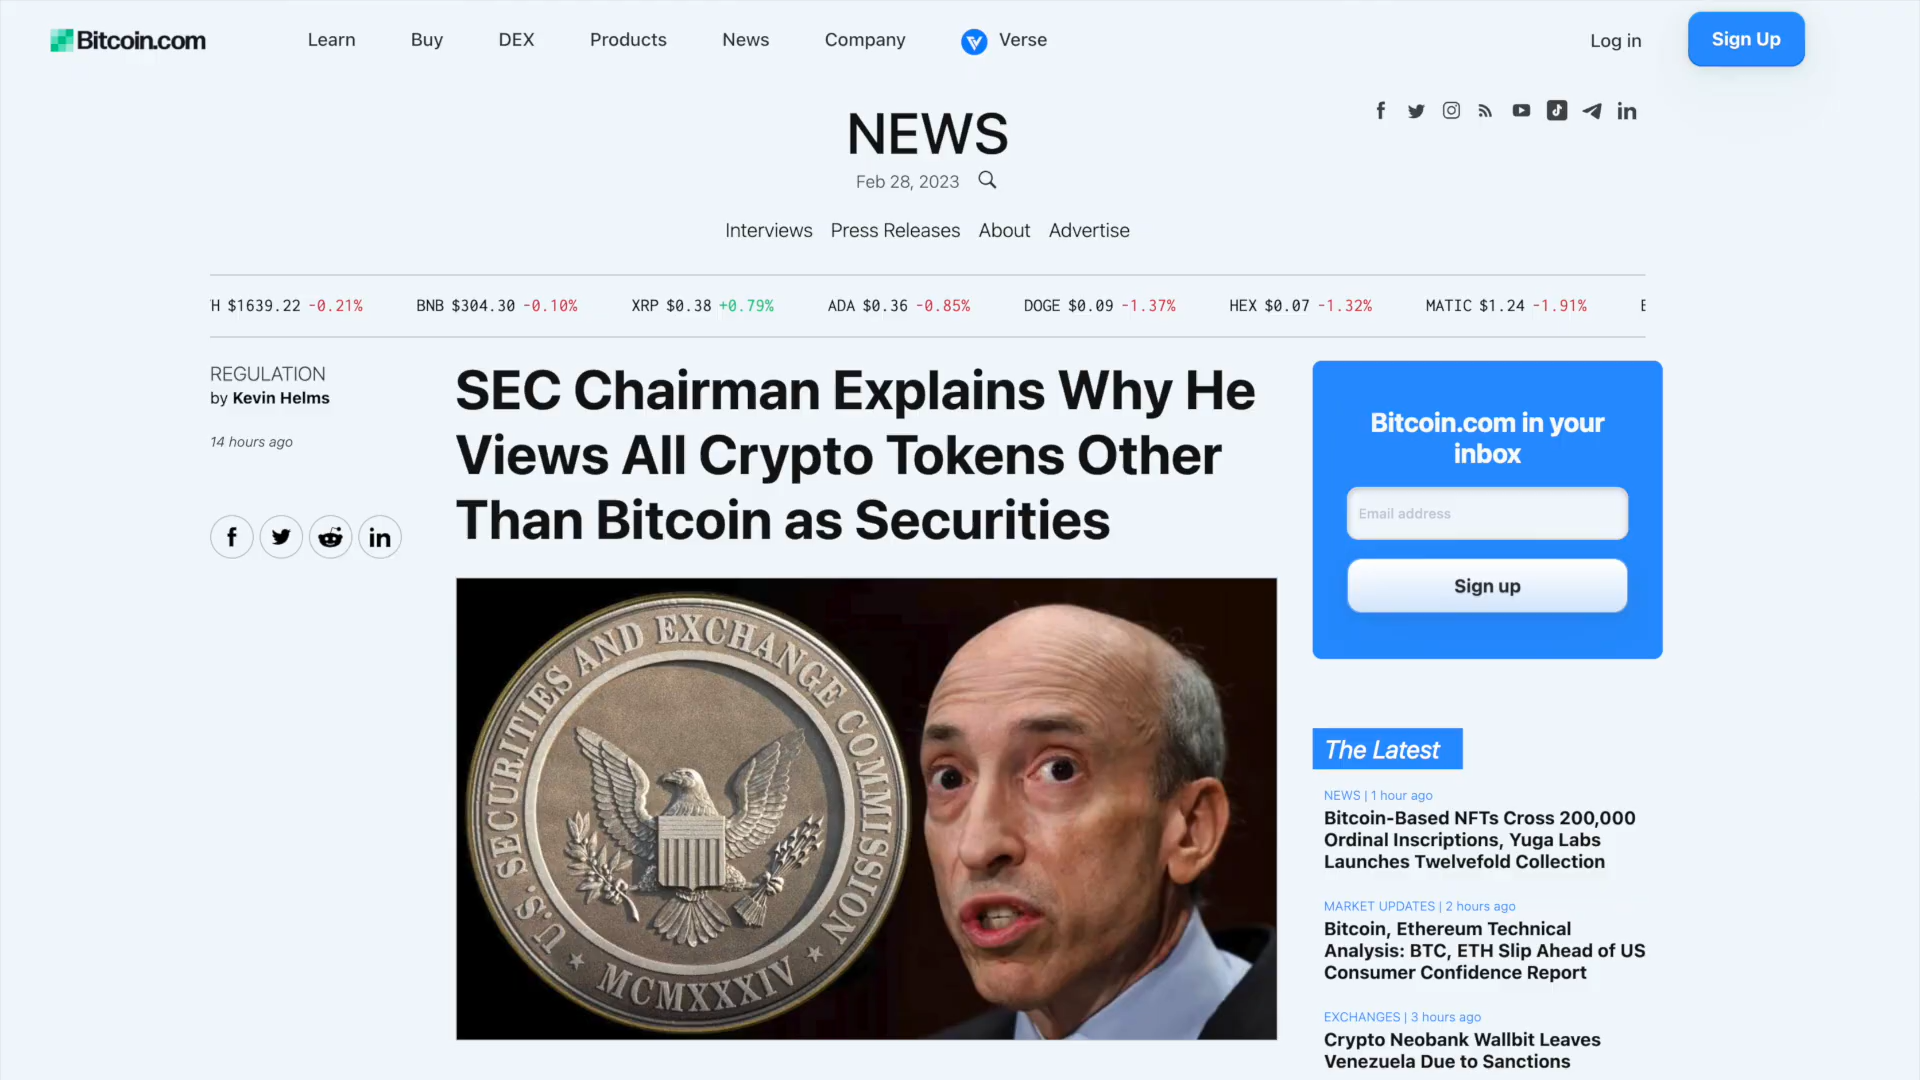 Bitcoin.com
Learn
Buy
DEX
Products
News
Company
Verse
Log in
Sign Up
NEWS
Feb 28, 2023
Interviews
Press Releases
About
Advertise
H $1639.22 -0.21%
BNB $304.30 -0.10%
XRP $0.38 +0.79%
ADA $0.36 -0.85%
DOGE $0.09 -1.37%
HEX $0.07 -1.32%
MATIC $1.24 -1.91%
REGULATION
by Kevin Helms
14 hours ago
SEC Chairman Explains Why He
Views All Crypto Tokens Other
Than Bitcoin as Securities
U.S. SECURITIES AND EXCHANGE COMMISSION
MCMXXXIV
Bitcoin.com in your
inbox
Email address
Sign up
The Latest
NEWS | 1 hour ago
Bitcoin-Based NFTs Cross 200,000
Ordinal Inscriptions, Yuga Labs
Launches Twelvefold Collection
MARKET UPDATES | 2 hours ago
Bitcoin, Ethereum Technical
Analysis: BTC, ETH Slip Ahead of US
Consumer Confidence Report
EXCHANGES | 3 hours ago
Crypto Neobank Wallbit Leaves
Venezuela Due to Sanctions